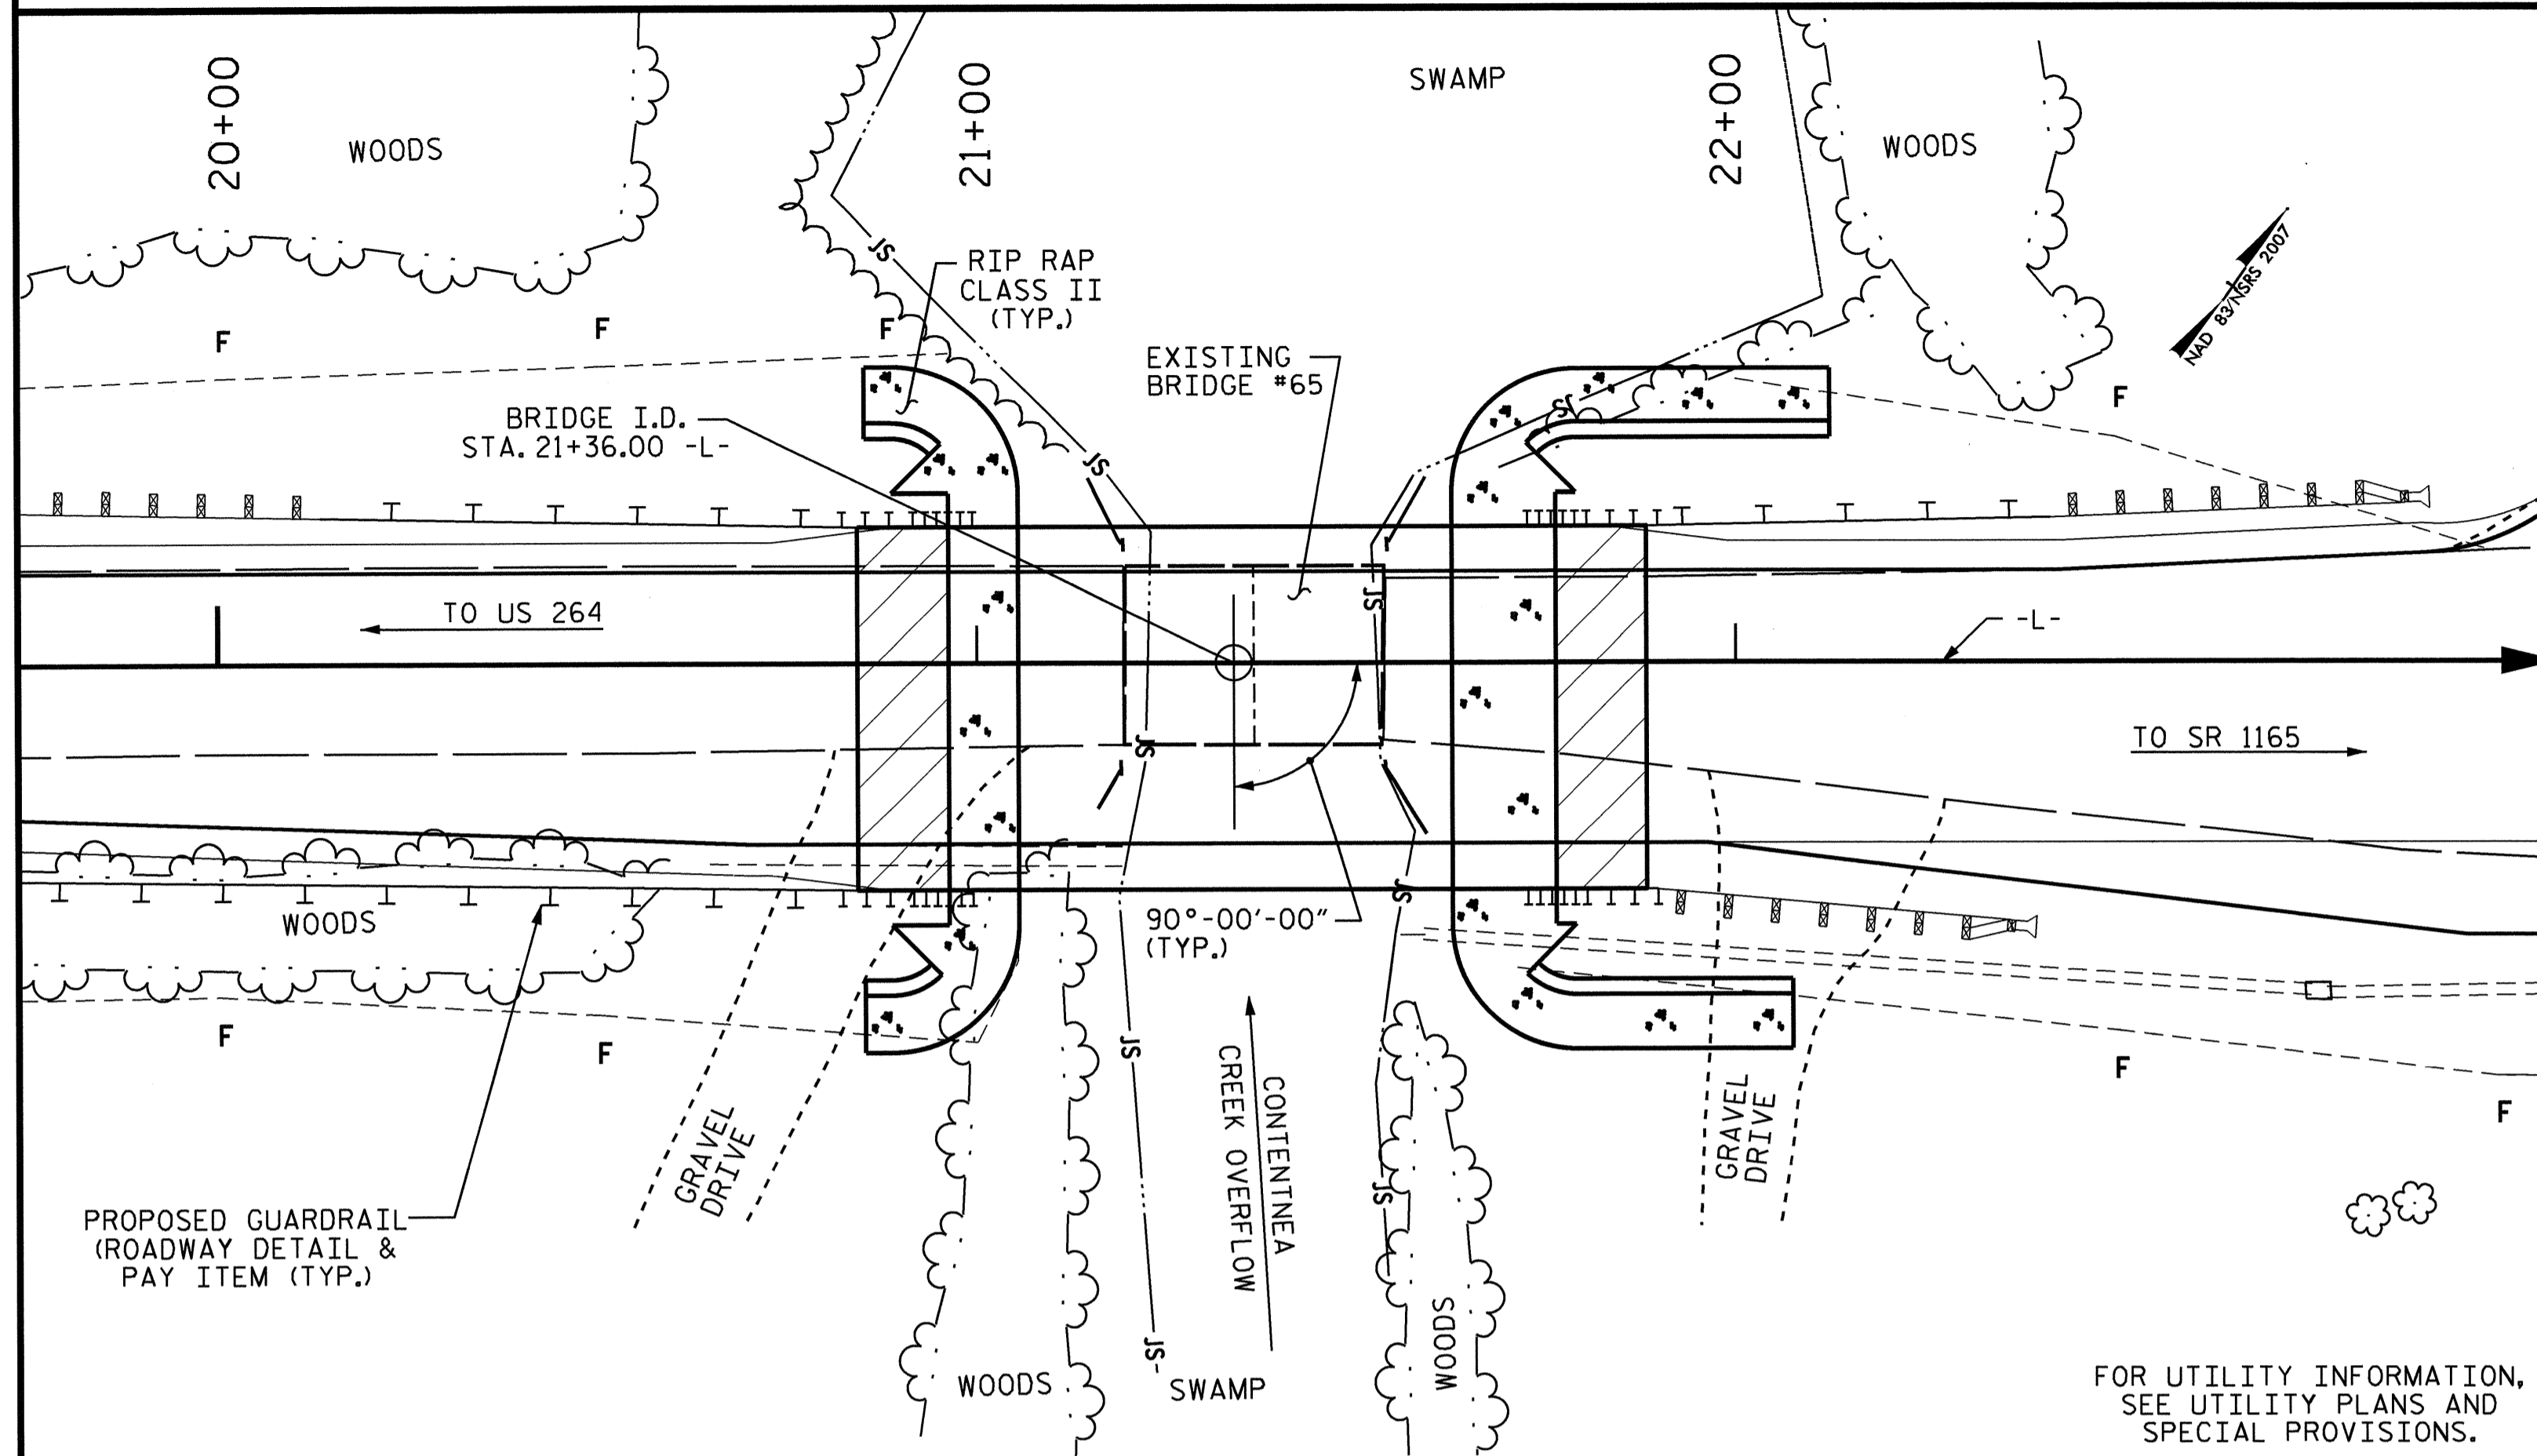 20+00
21+00
22+00
SWAMP
WOODS
WOODS
NAD 83/NSRS 2007
JS
RIP RAP
CLASS II
(TYP.)
F
F
F
EXISTING
BRIDGE #65
BRIDGE I.D.
STA. 21+36.00 -L-
JS
JS
F
TO US 264
JS
-L-
TO SR 1165
JS
WOODS
90°-00'-00"
(TYP.)
JS
F
F
JS
F
F
GRAVEL
DRIVE
CONTENTNEA
CREEK OVERFLOW
GRAVEL
DRIVE
JS
PROPOSED GUARDRAIL
(ROADWAY DETAIL &
PAY ITEM (TYP.)
JS
WOODS
SWAMP
WOODS
FOR UTILITY INFORMATION,
SEE UTILITY PLANS AND
SPECIAL PROVISIONS.